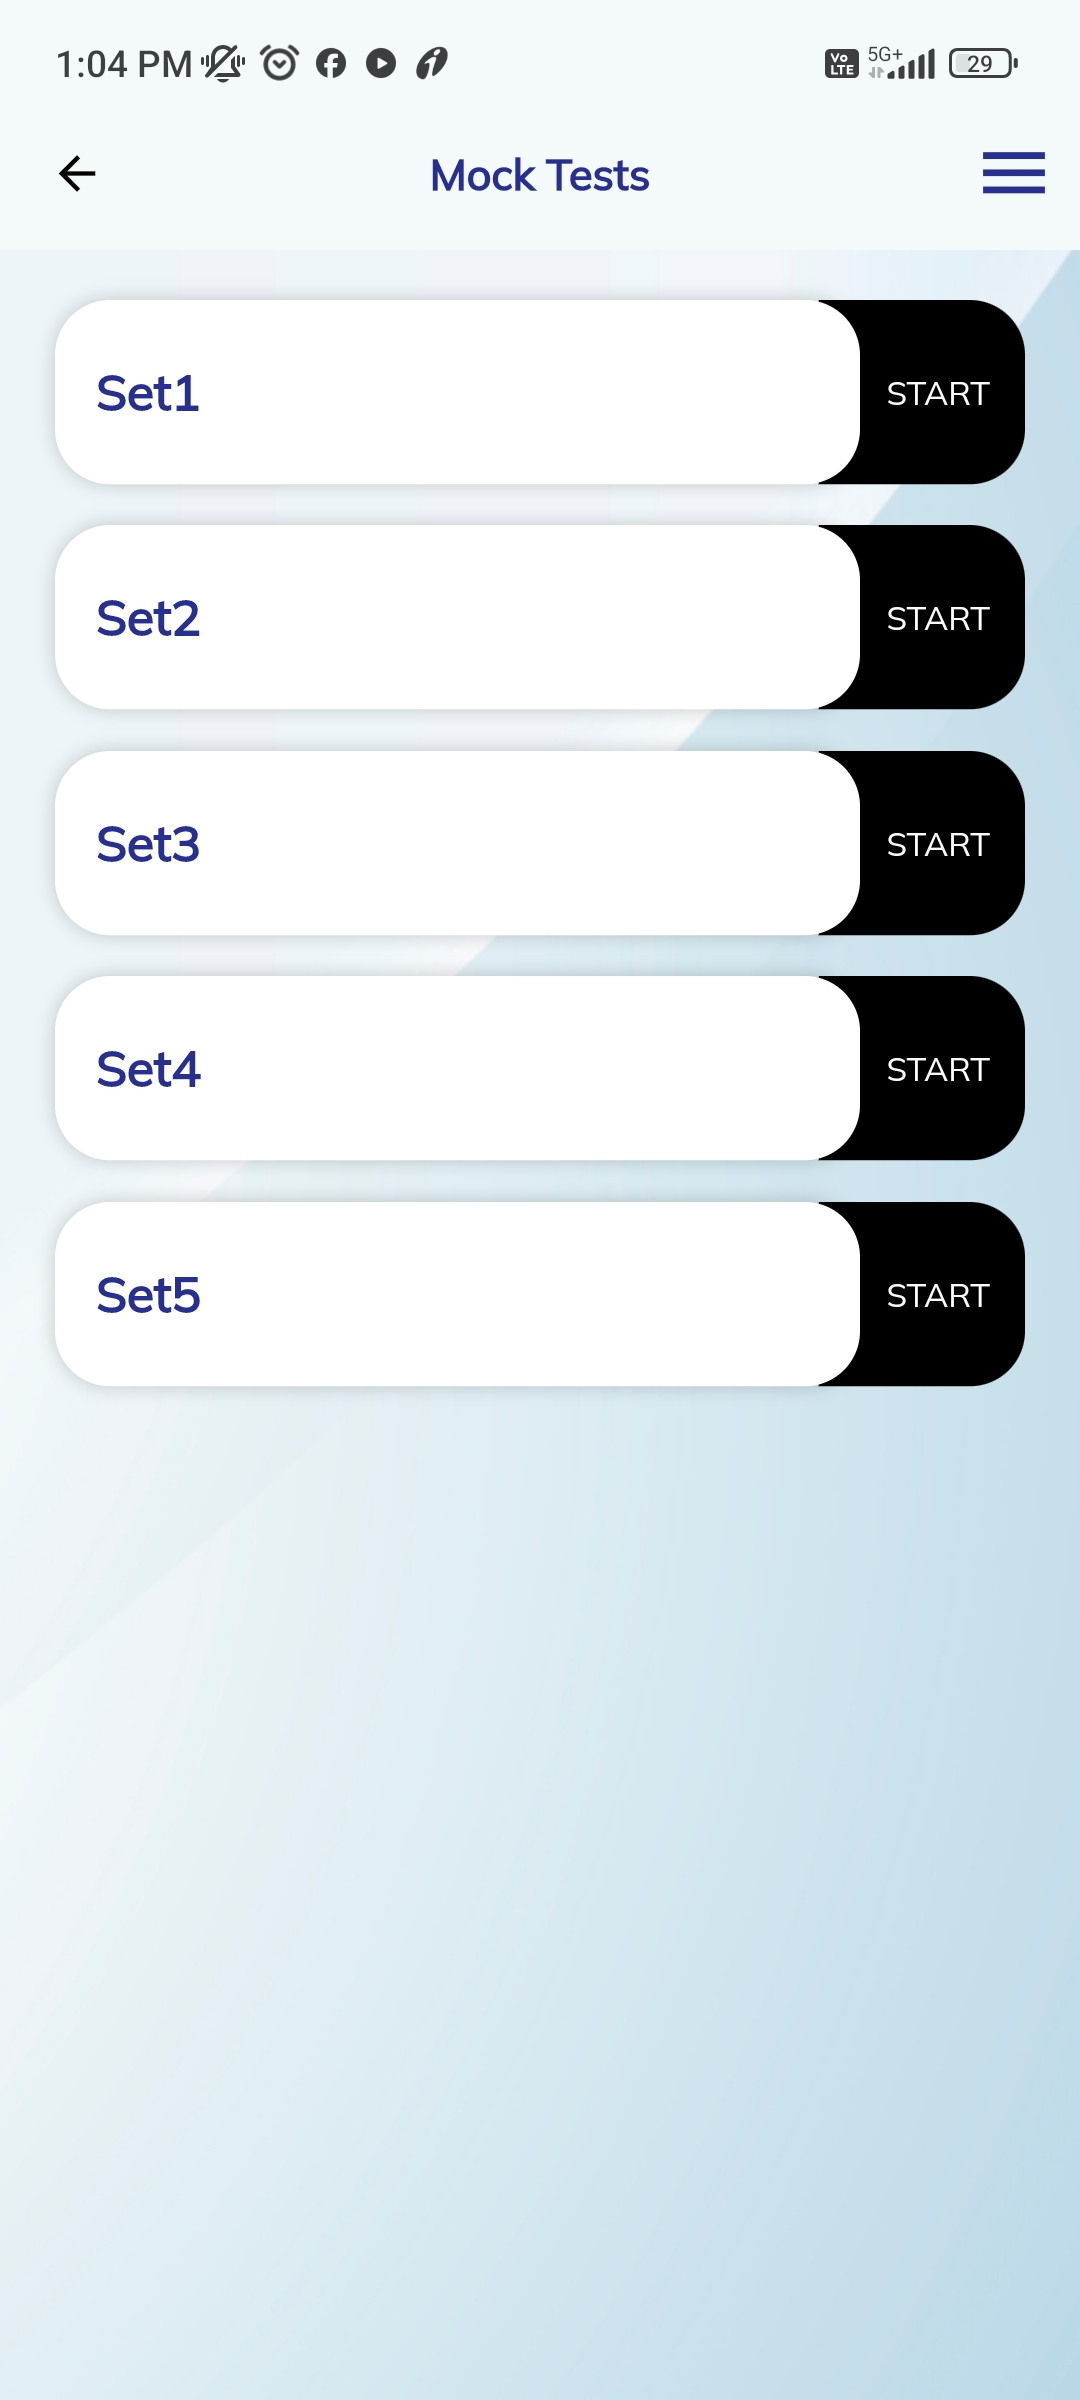 1:04 PM
Vo LTE 5G+ 29
Mock Tests
Set1 START
Set2 START
Set3 START
Set4 START
Set5 START